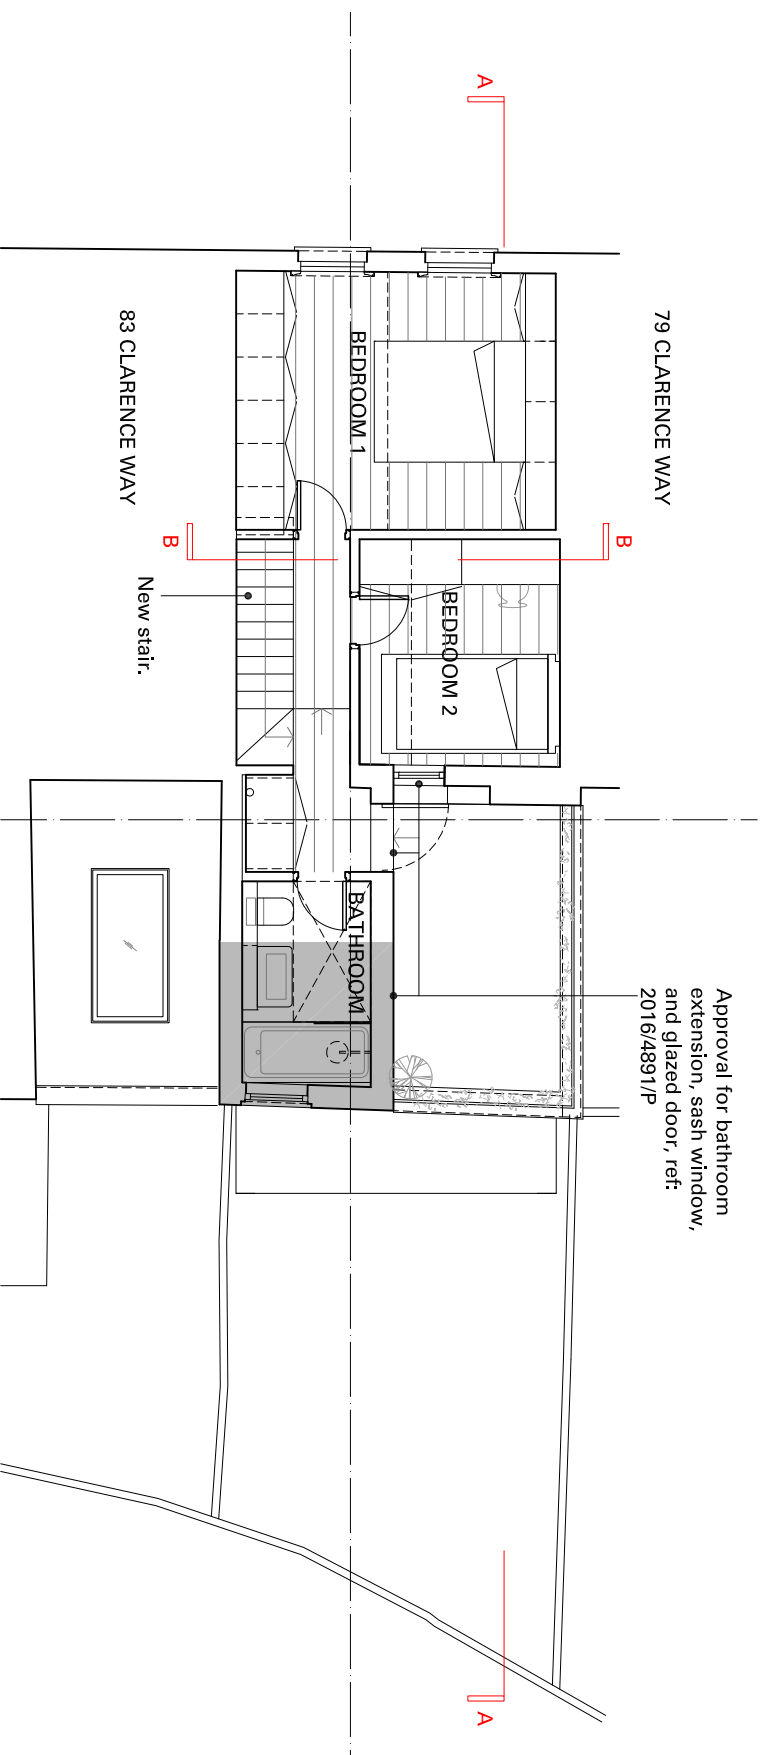 79 CLARENCE WAY
83 CLARENCE WAY
A
A
B
B
BEDROOM 1
BEDROOM 2
BATHROOM
New stair.
Approval for bathroom
extension, sash window,
and glazed door, ref:
2016/4891/P